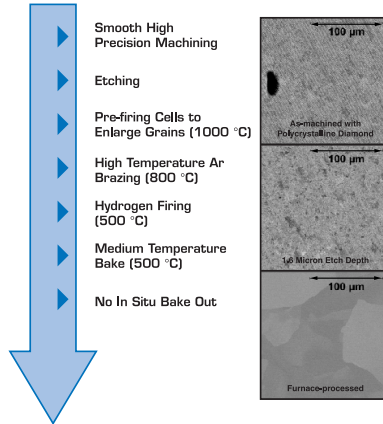 Smooth High
Precision Machining
Etching
Pre-firing Cells to
Enlarge Grains (1000 °C)
High Temperature Ar
Brazing (800 °C)
Hydrogen Firing
(500 °C)
Medium Temperature
Bake (500 °C)
No In Situ Bake Out
100 µm
As-machined with
Polycrystalline Diamond
100 µm
1.6 Micron Etch Depth
100 µm
Furnace-processed